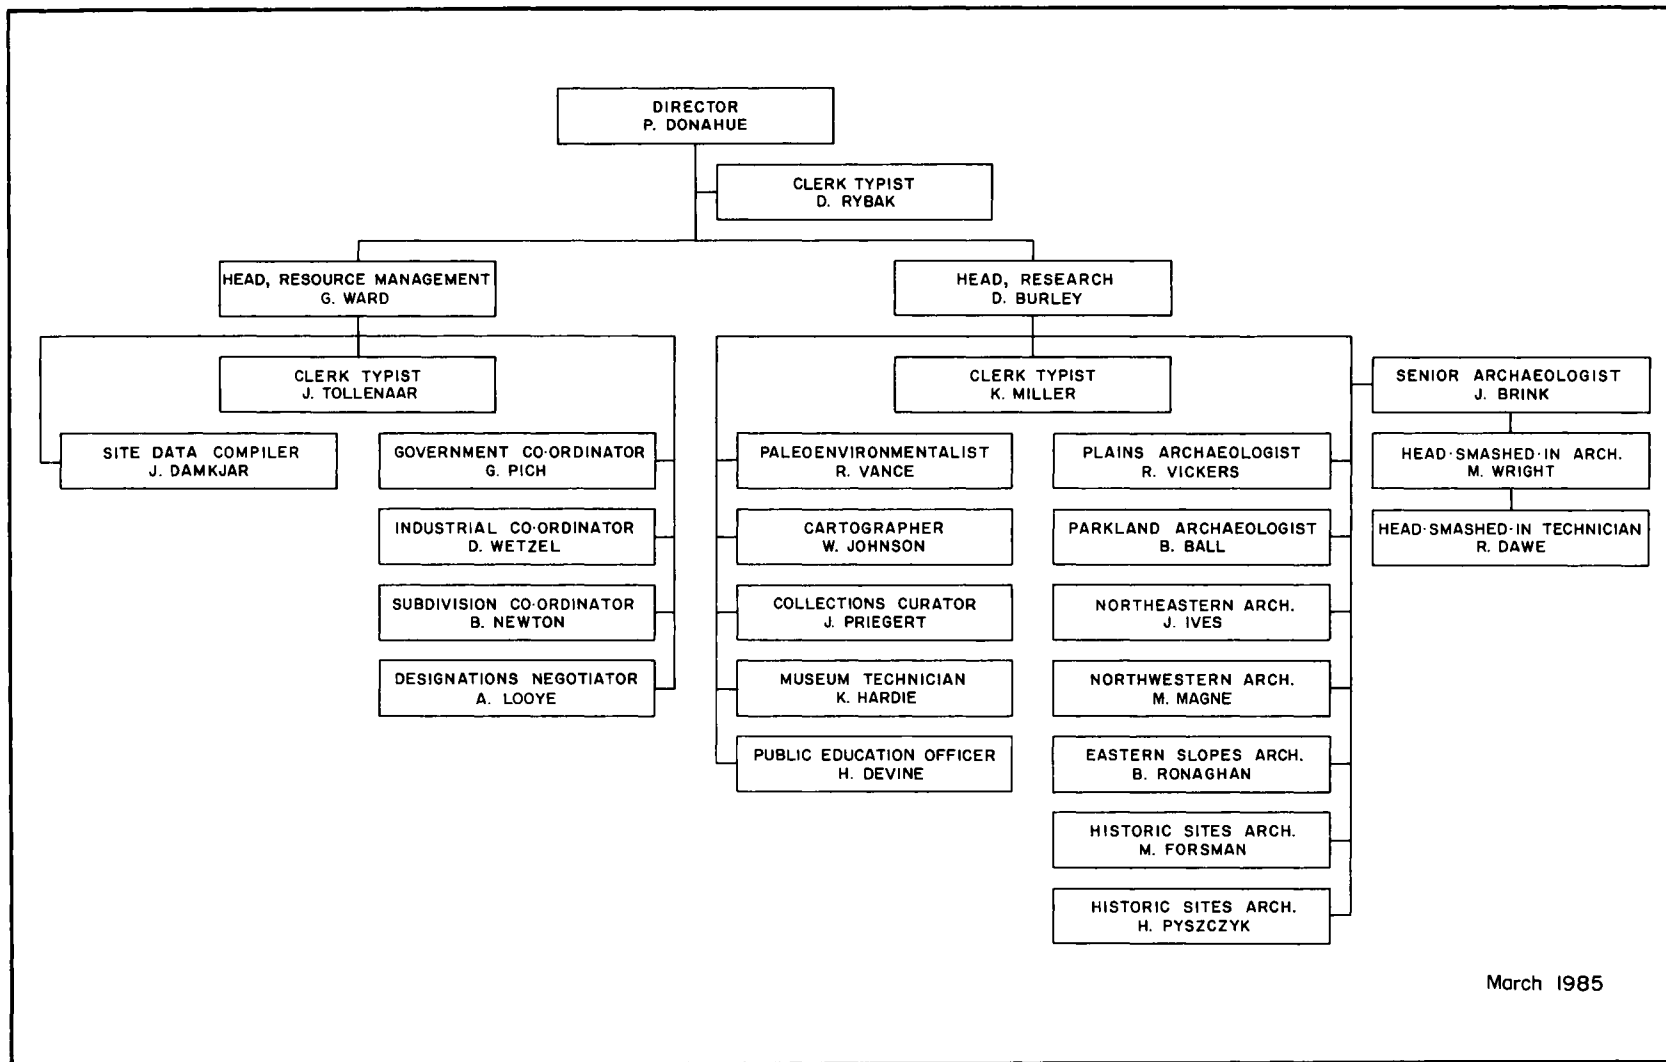 DIRECTOR
P. DONAHUE
CLERK TYPIST
D. RYBAK
HEAD, RESOURCE MANAGEMENT
G. WARD
HEAD, RESEARCH
D. BURLEY
CLERK TYPIST
J. TOLLENAAR
CLERK TYPIST
K. MILLER
SENIOR ARCHAEOLOGIST
J. BRINK
SITE DATA COMPILER
J. DAMKJAR
GOVERNMENT CO-ORDINATOR
G. PICH
PALEOENVIRONMENTALIST
R. VANCE
PLAINS ARCHAEOLOGIST
R. VICKERS
HEAD-SMASHED-IN ARCH.
M. WRIGHT
INDUSTRIAL CO-ORDINATOR
D. WETZEL
CARTOGRAPHER
W. JOHNSON
PARKLAND ARCHAEOLOGIST
B. BALL
HEAD-SMASHED-IN TECHNICIAN
R. DAWE
SUBDIVISION CO-ORDINATOR
B. NEWTON
COLLECTIONS CURATOR
J. PRIEGERT
NORTHEASTERN ARCH.
J. IVES
DESIGNATIONS NEGOTIATOR
A. LOOYE
MUSEUM TECHNICIAN
K. HARDIE
NORTHWESTERN ARCH.
M. MAGNE
PUBLIC EDUCATION OFFICER
H. DEVINE
EASTERN SLOPES ARCH.
B. RONAGHAN
HISTORIC SITES ARCH.
M. FORSMAN
HISTORIC SITES ARCH.
H. PYSZCZYK
March 1985